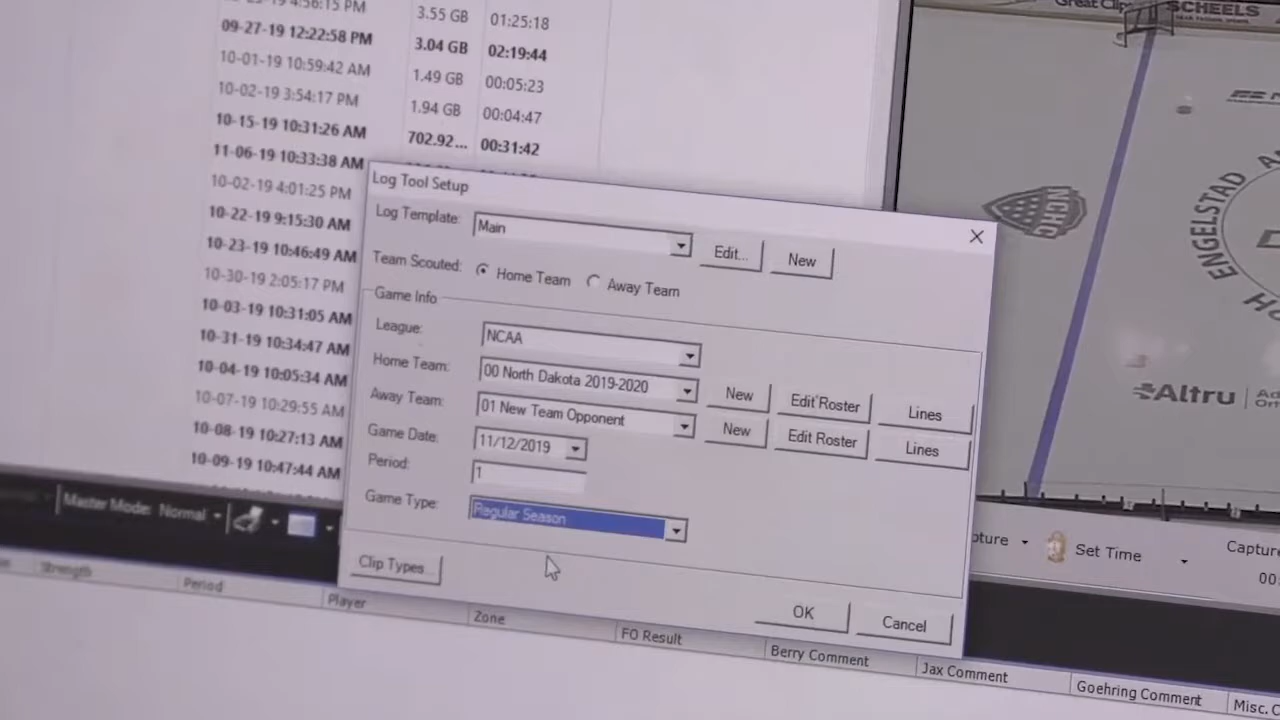 3.55 GB 01:25:18
09-27-19 12:22:58 PM 3.04 GB 02:19:44
10-01-19 10:59:42 AM 1.49 GB 00:05:23
10-02-19 3:54:17 PM 1.94 GB 00:04:47
10-15-19 10:31:26 AM 702.92... 00:31:42
11-06-19 10:33:38 AM
10-02-19 4:01:25 PM
10-22-19 9:15:30 AM
10-23-19 10:46:49 AM
10-30-19 2:05:17 PM
10-03-19 10:31:05 AM
10-31-19 10:34:47 AM
10-04-19 10:05:34 AM
10-07-19 10:29:55 AM
10-08-19 10:27:13 AM
10-09-19 10:47:44 AM
Log Tool Setup
Log Template: Main Edit... New
Team Scouted: Home Team Away Team
Game Info
League: NCAA
Home Team: 00 North Dakota 2019-2020 New Edit Roster Lines
Away Team: 01 New Team Opponent New Edit Roster Lines
Game Date: 11/12/2019
Period: 1
Game Type: Regular Season
Clip Types...
OK Cancel
Great Clips SCHEELS
NCHC
ENGELSTAD
Altru
Master Mode: Normal
Set Time
Strength Period Player Zone FO Result Berry Comment Jax Comment Goehring Comment Misc.